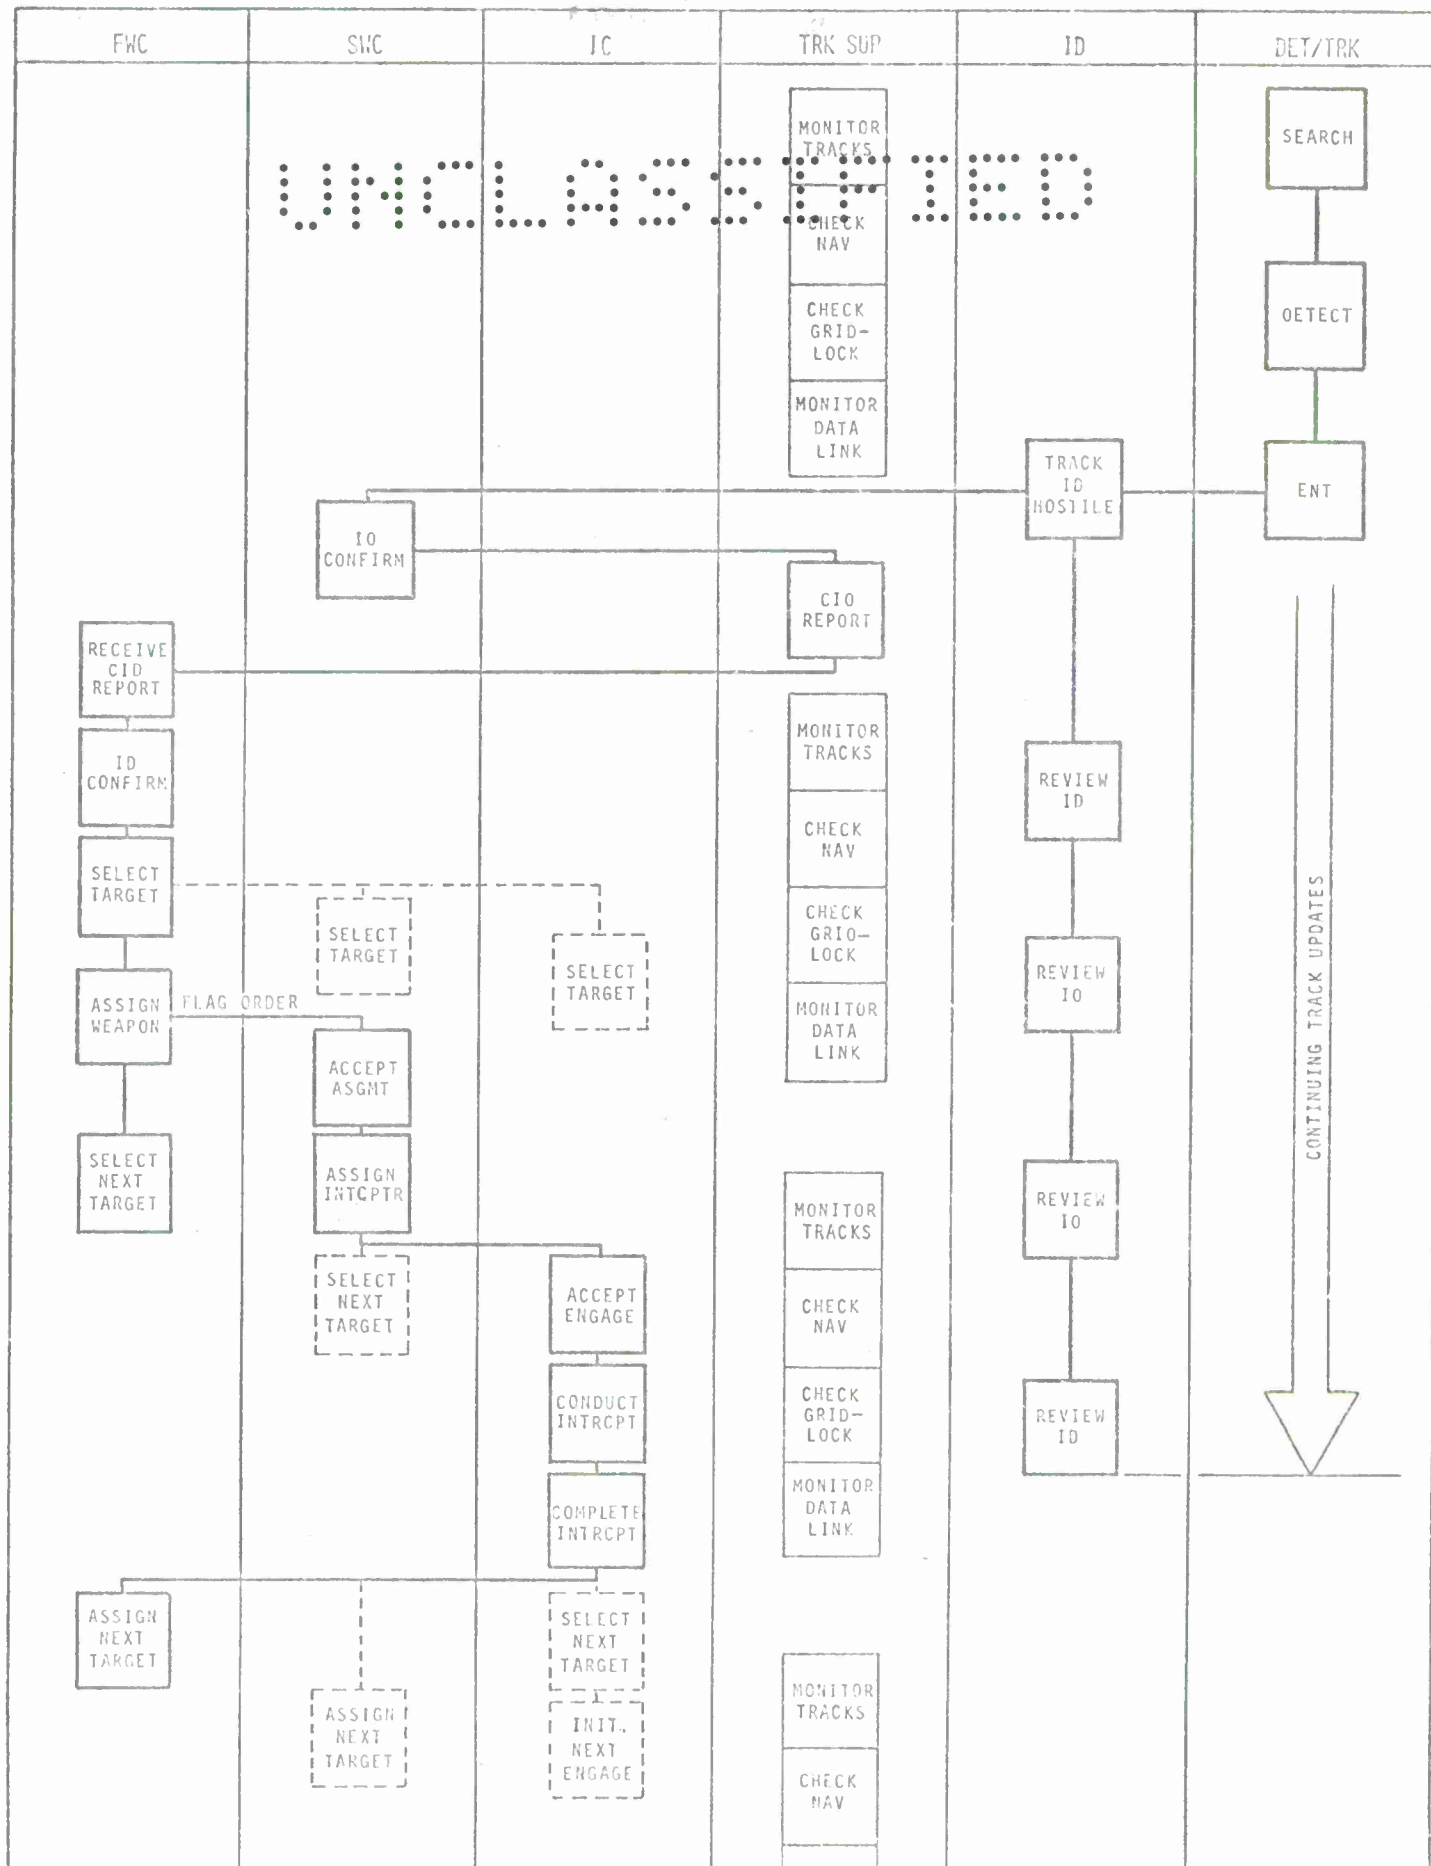 FWC SWC IC TRK SUP ID DET/TRK
UNCLASSIFIED
MONITOR
TRACKS
CHECK
NAV
CHECK
GRID-
LOCK
MONITOR
DATA
LINK
SEARCH
OETECT
ENT
TRACK
ID
HOSTILE
IO
CONFIRM
CIO
REPORT
RECEIVE
CID
REPORT
ID
CONFIRM
SELECT
TARGET
SELECT
TARGET
SELECT
TARGET
ASSIGN
WEAPON
FLAG ORDER
ACCEPT
ASGMT
SELECT
NEXT
TARGET
ASSIGN
INTCPTR
SELECT
NEXT
TARGET
ACCEPT
ENGAGE
CONDUCT
INTRCPT
COMPLETE
INTRCPT
ASSIGN
NEXT
TARGET
ASSIGN
NEXT
TARGET
SELECT
NEXT
TARGET
INIT.
NEXT
ENGAGE
MONITOR
TRACKS
CHECK
NAV
CHECK
GRIO-
LOCK
MONITOR
DATA
LINK
MONITOR
TRACKS
CHECK
NAV
CHECK
GRID-
LOCK
MONITOR
DATA
LINK
MONITOR
TRACKS
CHECK
NAV
REVIEW
ID
REVIEW
IO
REVIEW
IO
REVIEW
ID
CONTINUING TRACK UPDATES